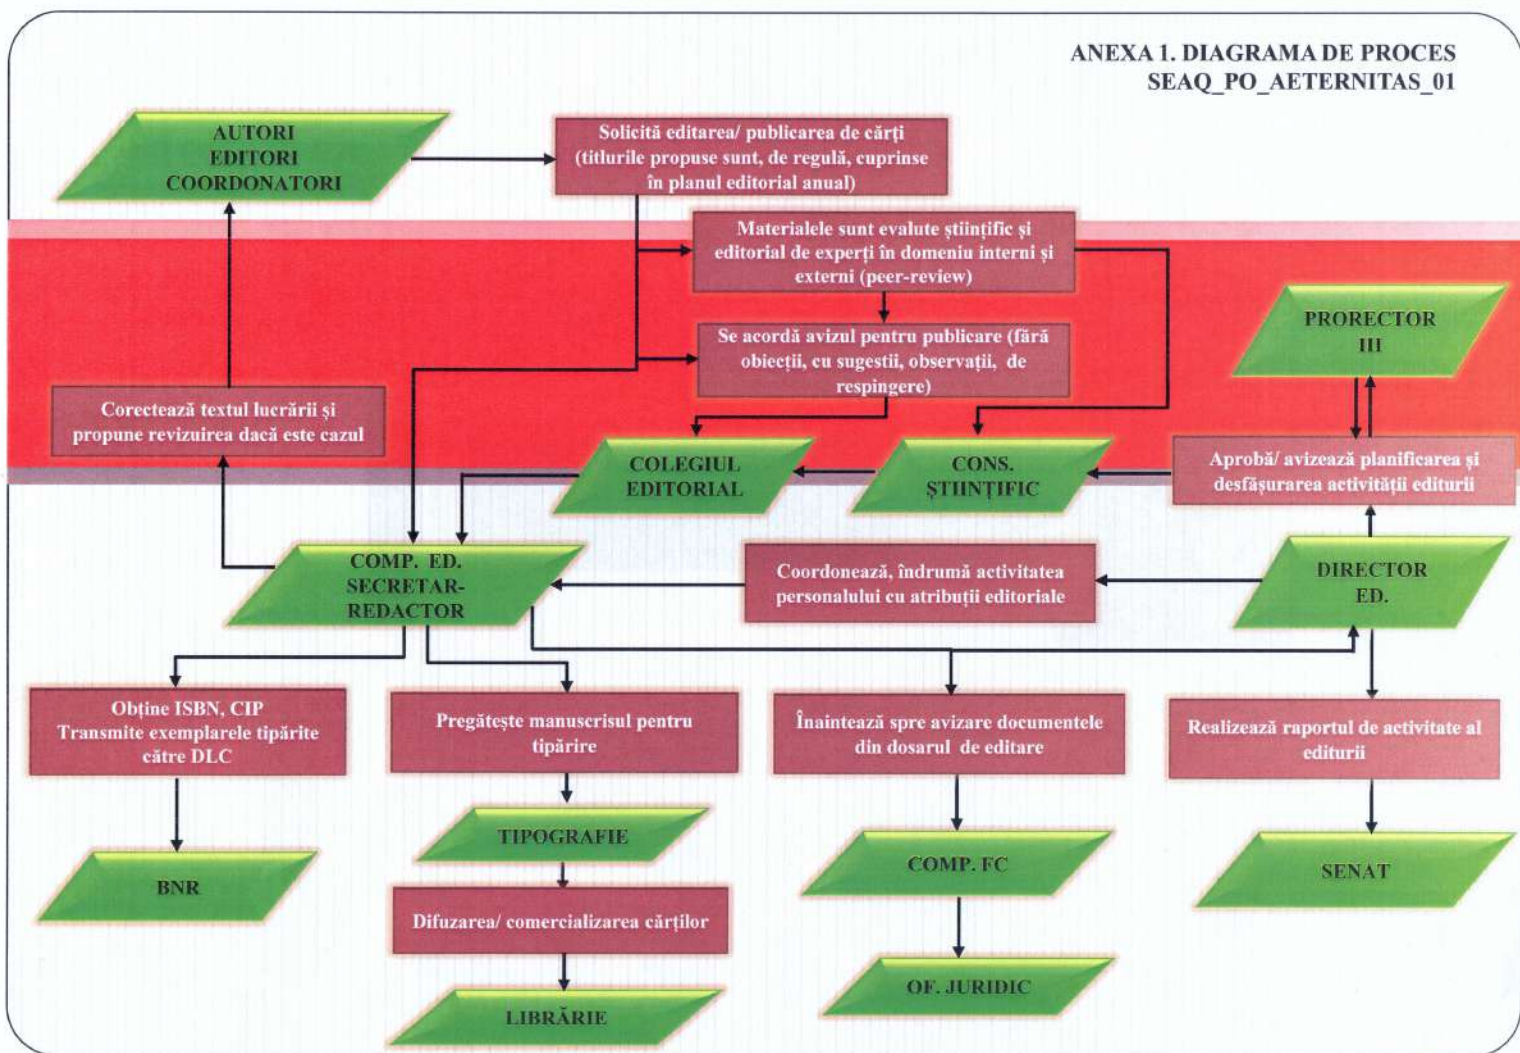 ANEXA 1. DIAGRAMA DE PROCES
SEAQ_PO_AETERNITAS_01
AUTORI
EDITORI
COORDONATORI
Solicită editarea/ publicarea de cărți
(titlurile propuse sunt, de regulă, cuprinse
în planul editorial anual)
Materialele sunt evaluate științific și
editorial de experți în domeniu interni și
externi (peer-review)
Se acordă avizul pentru publicare (fără
obiecții, cu sugestii, observații, de
respingere)
PRORECTOR
III
Corectează textul lucrării și
propune revizuirea dacă este cazul
COLEGIUL
EDITORIAL
CONS.
ȘTIINȚIFIC
Aprobă/ avizează planificarea și
desfășurarea activității editurii
COMP. ED.
SECRETAR-
REDACTOR
Coordonează, îndrumă activitatea
personalului cu atribuții editoriale
DIRECTOR
ED.
Obține ISBN, CIP
Transmite exemplarele tipărite
către DLC
Pregătește manuscrisul pentru
tipărire
Înaintează spre avizare documentele
din dosarul de editare
Realizează raportul de activitate al
editurii
TIPOGRAFIE
BNR
COMP. FC
SENAT
Difuzarea/ comercializarea cărților
OF. JURIDIC
LIBRĂRIE